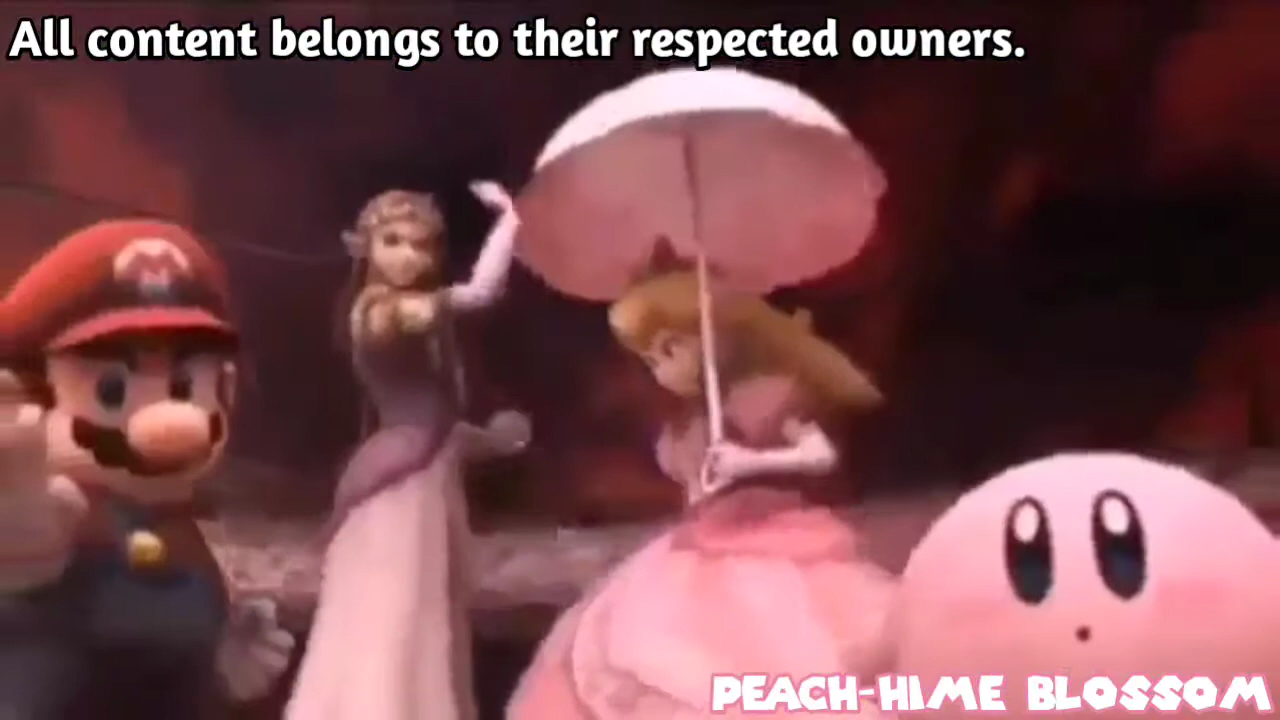 All content belongs to their respected owners.
M
PEACH-HIME BLOSSOM